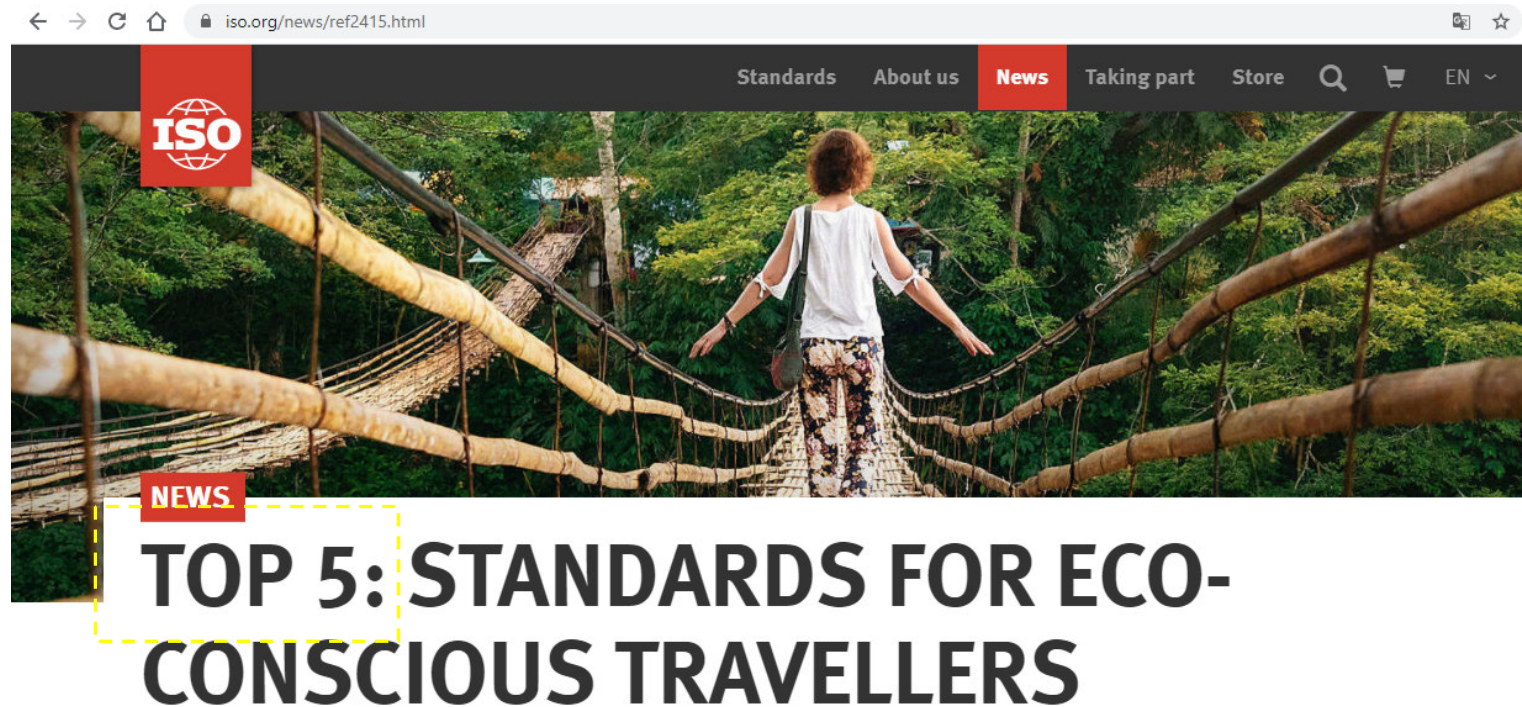 iso.org/news/ref2415.html
Standards About us News Taking part Store EN
ISO
NEWS
TOP 5: STANDARDS FOR ECO-
CONSCIOUS TRAVELLERS